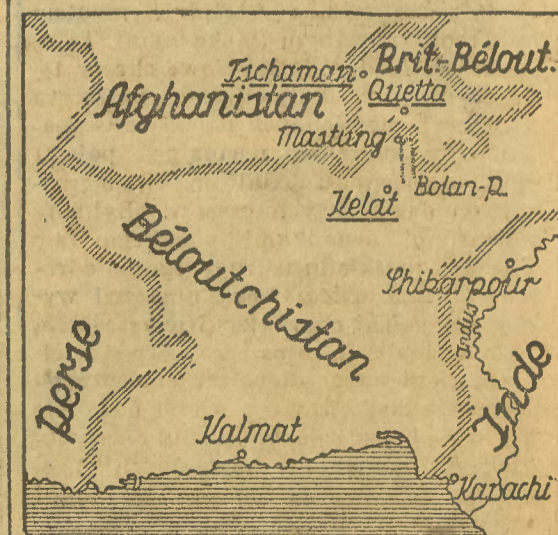 Tschaman
Brit-Bélout.
Quetta
Afghanistan
Mastung
Kelat
Bolan-P.
Béloutchistan
Shikarpour
Indus
Perse
Inde
Kalmat
Karachi